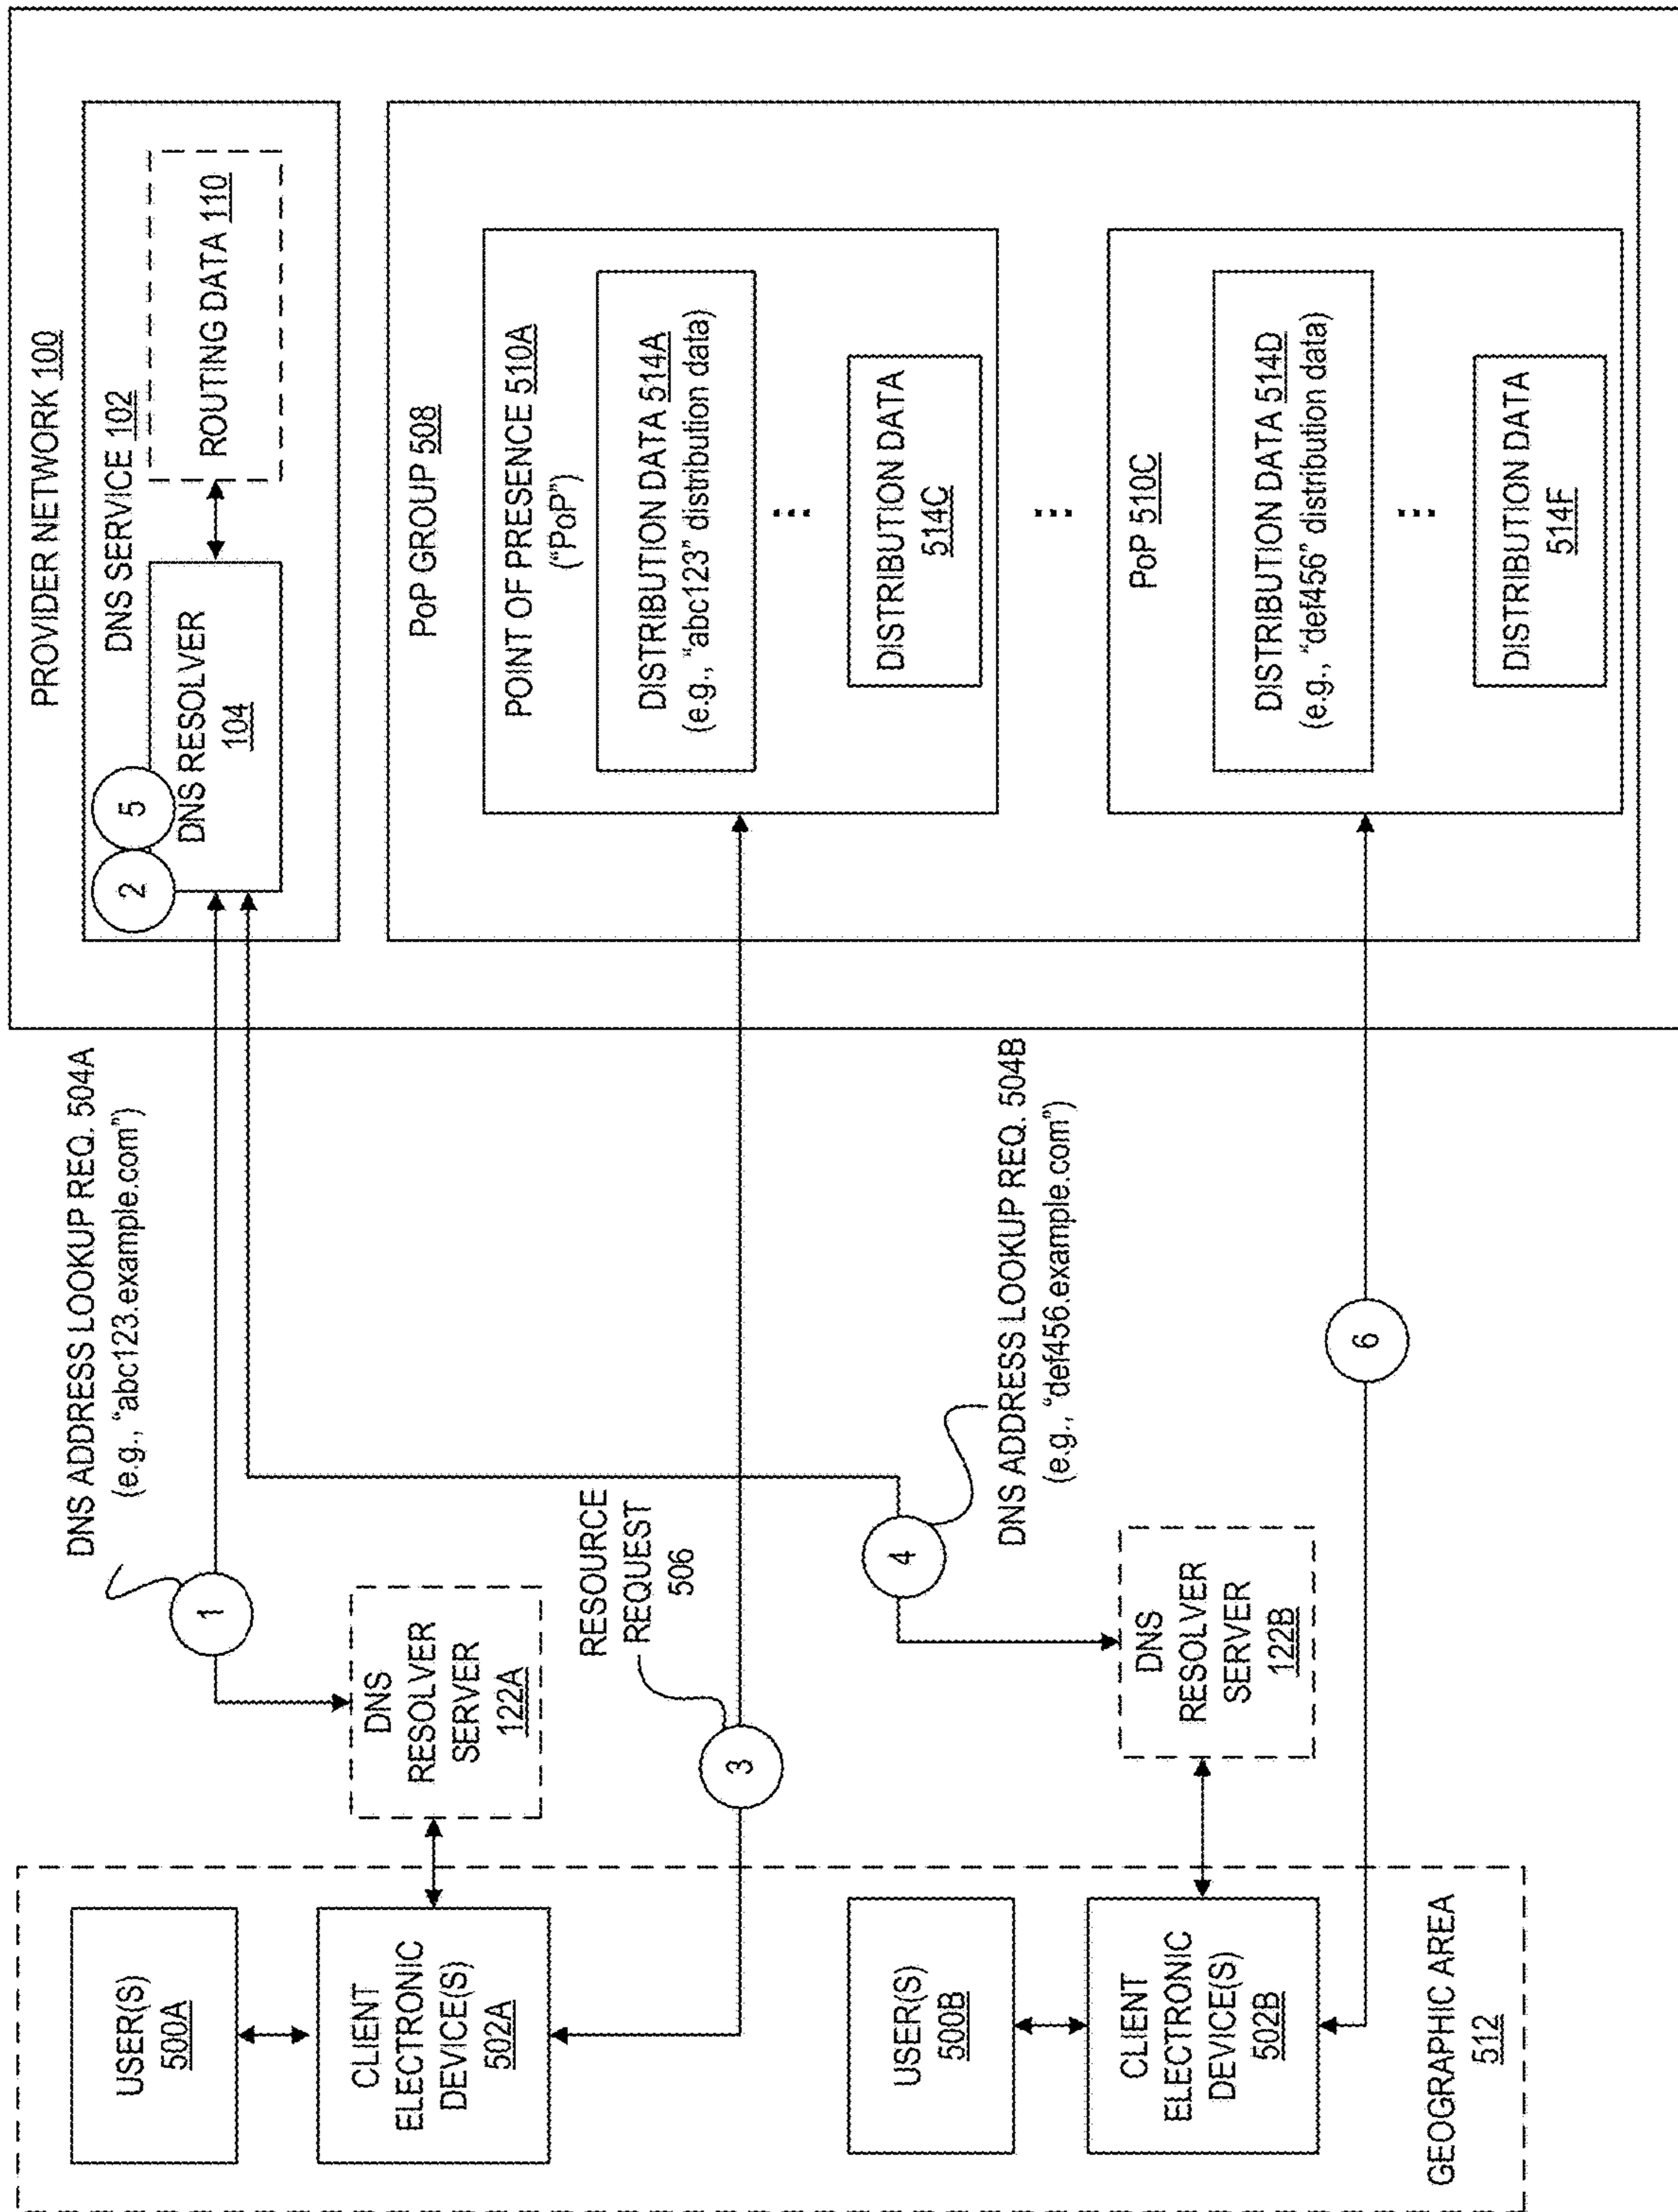 PROVIDER NETWORK 100
DNS SERVICE 102
2
5
DNS RESOLVER
104
ROUTING DATA 110
PoP GROUP 508
POINT OF PRESENCE 510A
("PoP")
DISTRIBUTION DATA 514A
(e.g., "abc123" distribution data)
...
DISTRIBUTION DATA
514C
...
PoP 510C
DISTRIBUTION DATA 514D
(e.g., "def456" distribution data)
...
DISTRIBUTION DATA
514F
DNS ADDRESS LOOKUP REQ. 504A
(e.g., "abc123.example.com")
1
DNS
RESOLVER
SERVER
122A
RESOURCE
REQUEST
506
3
4
DNS ADDRESS LOOKUP REQ. 504B
(e.g., "def456.example.com")
DNS
RESOLVER
SERVER
122B
6
USER(S)
500A
CLIENT
ELECTRONIC
DEVICE(S)
502A
USER(S)
500B
CLIENT
ELECTRONIC
DEVICE(S)
502B
GEOGRAPHIC AREA
512